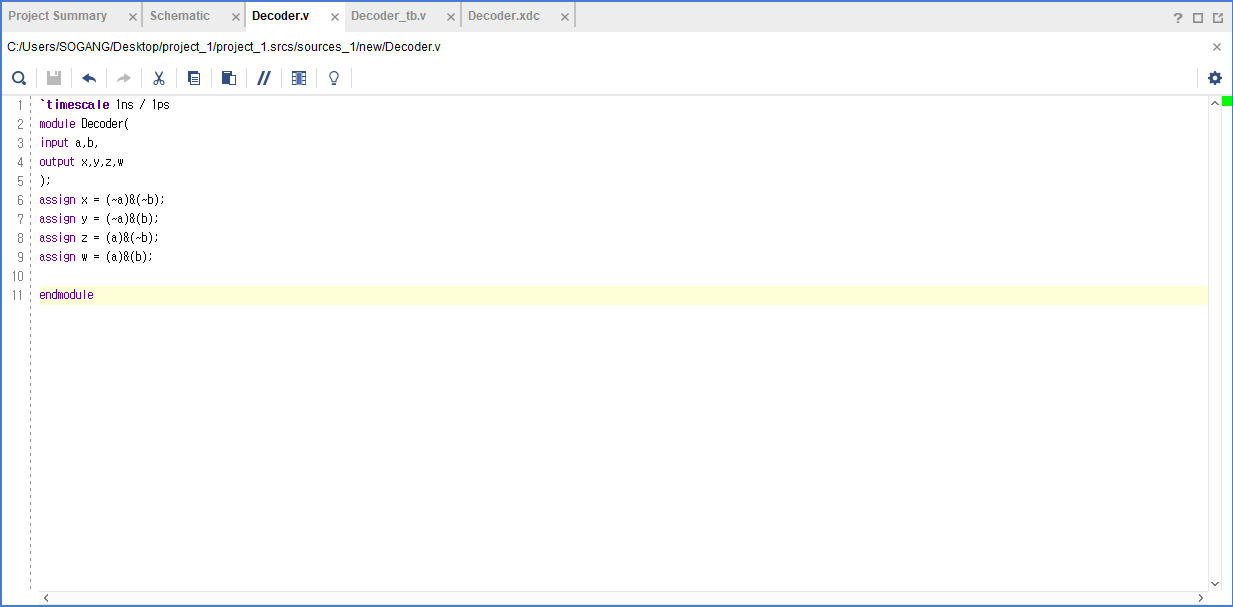 Project Summary × Schematic × Decoder.v × Decoder_tb.v × Decoder.xdc × ?
C:/Users/SOGANG/Desktop/project_1/project_1.srcs/sources_1/new/Decoder.v ×
1 `timescale 1ns / 1ps
2 module Decoder(
3 input a,b,
4 output x,y,z,w
5 );
6 assign x = (~a)&(~b);
7 assign y = (~a)&(b);
8 assign z = (a)&(~b);
9 assign w = (a)&(b);
10
11 endmodule